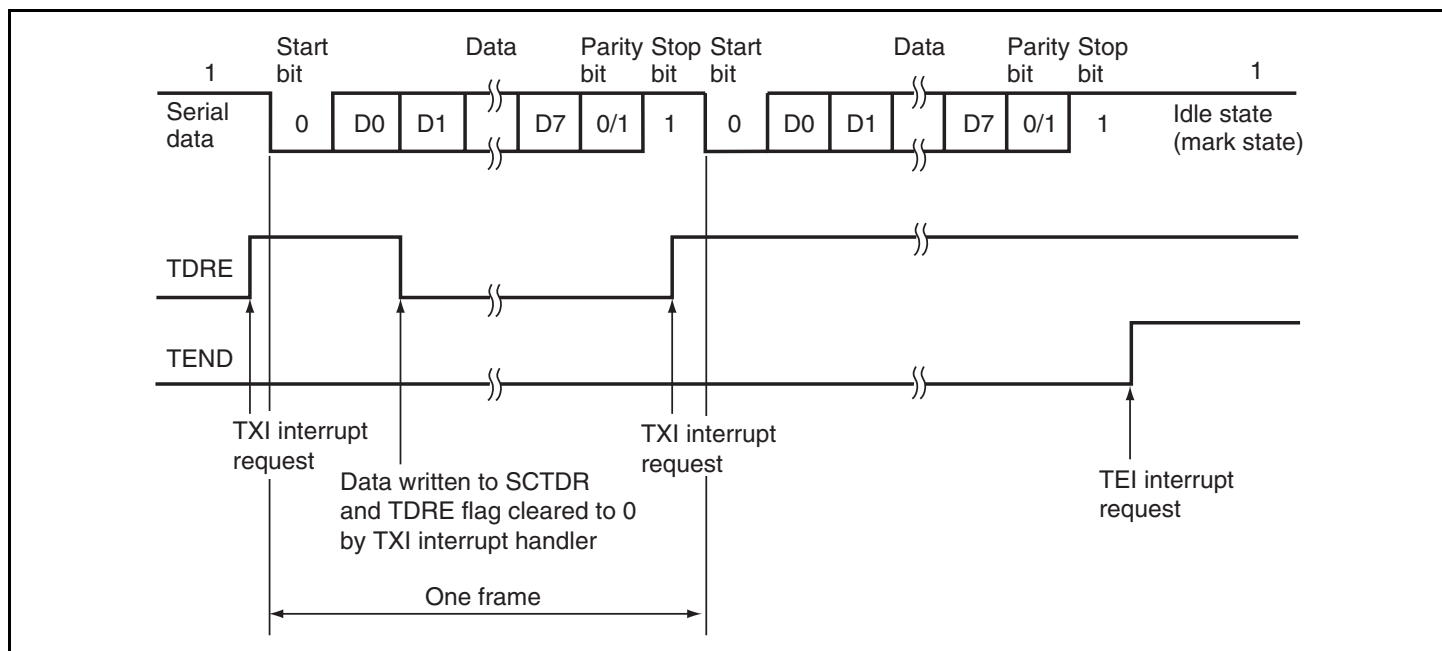 Start
bit
Data
Parity
bit
Stop
bit
Start
bit
Data
Parity
bit
Stop
bit
1
1
Serial
data
0 D0 D1 D7 0/1 1 0 D0 D1 D7 0/1 1
Idle state
(mark state)
TDRE
TEND
TXI interrupt
request
Data written to SCTDR
and TDRE flag cleared to 0
by TXI interrupt handler
TXI interrupt
request
TEI interrupt
request
One frame